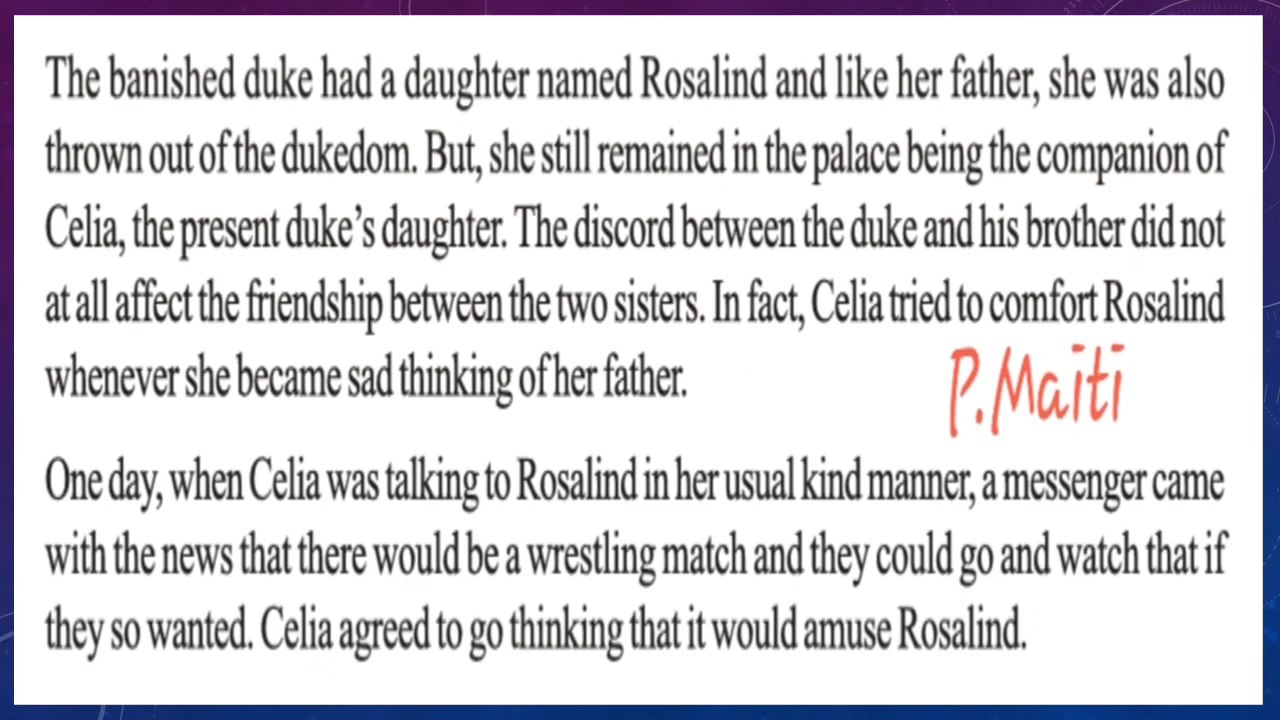 The banished duke had a daughter named Rosalind and like her father, she was also
thrown out of the dukedom. But, she still remained in the palace being the companion of
Celia, the present duke's daughter. The discord between the duke and his brother did not
at all affect the friendship between the two sisters. In fact, Celia tried to comfort Rosalind
whenever she became sad thinking of her father.
P. Maiti
One day, when Celia was talking to Rosalind in her usual kind manner, a messenger came
with the news that there would be a wrestling match and they could go and watch that if
they so wanted. Celia agreed to go thinking that it would amuse Rosalind.